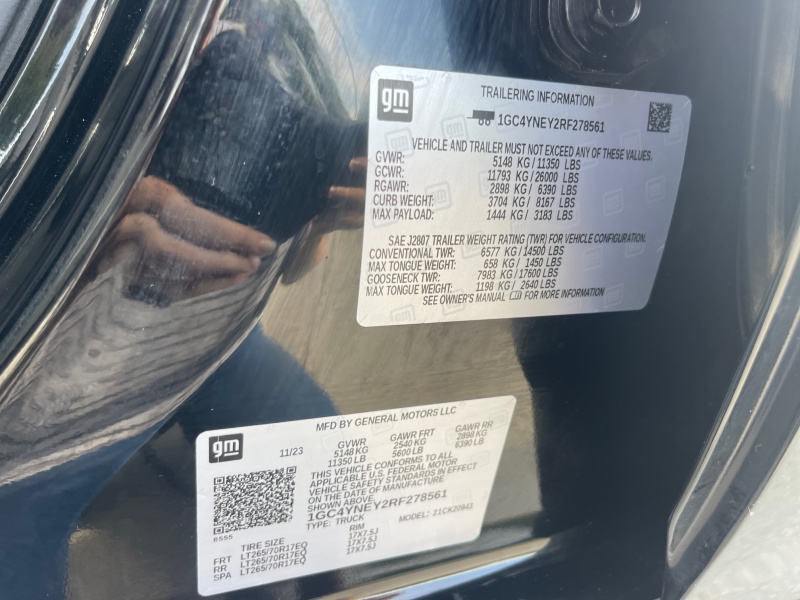 gm
TRAILERING INFORMATION
1GC4YNEY2RF278561
VEHICLE AND TRAILER MUST NOT EXCEED ANY OF THESE VALUES.
GVWR: 5148 KG / 11350 LBS
GCWR: 11793 KG / 26000 LBS
RGAWR: 2898 KG / 6390 LBS
CURB WEIGHT: 3704 KG / 8167 LBS
MAX PAYLOAD: 1444 KG / 3183 LBS
SAE J2807 TRAILER WEIGHT RATING (TWR) FOR VEHICLE CONFIGURATION.
CONVENTIONAL TWR: 6577 KG / 14500 LBS
MAX TONGUE WEIGHT: 658 KG / 1450 LBS
GOOSENECK TWR: 7983 KG / 17600 LBS
MAX TONGUE WEIGHT: 1198 KG / 2640 LBS
SEE OWNER'S MANUAL FOR MORE INFORMATION
gm
MFD BY GENERAL MOTORS LLC
11/23
GVWR GAWR FRT GAWR RR
5148 KG 2540 KG 2898 KG
11350 LB 5600 LB 6390 LB
THIS VEHICLE CONFORMS TO ALL
APPLICABLE U.S. FEDERAL MOTOR
VEHICLE SAFETY STANDARDS IN EFFECT
ON THE DATE OF MANUFACTURE
SHOWN ABOVE.
1GC4YNEY2RF278561
TYPE: TRUCK MODEL: 21CK20943
TIRE SIZE RIM
FRT LT265/70R17EQ 17X7.5J
RR LT265/70R17EQ 17X7.5J
SPA LT265/70R17EQ 17X7.5J